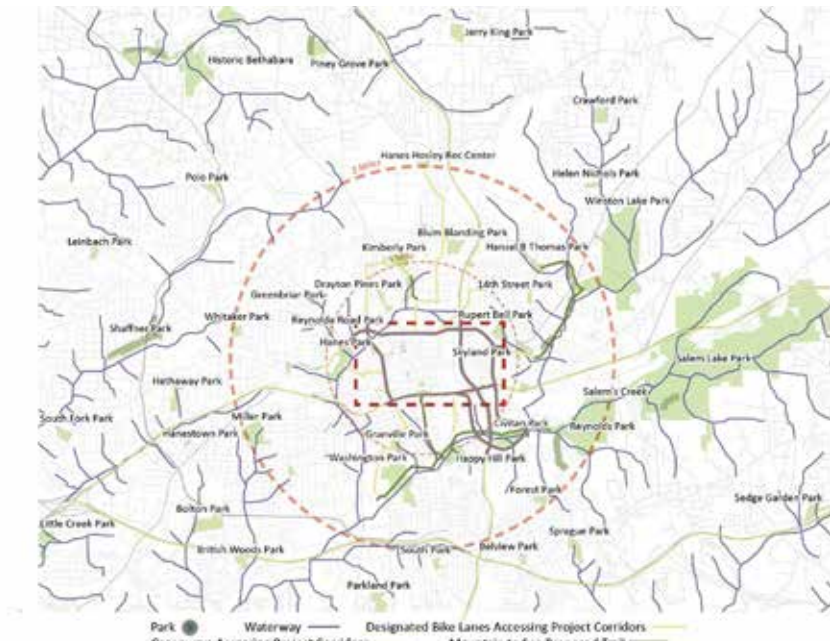 Jerry King Park
Historic Bethabara
Piney Grove Park
Crawford Park
Hanes Hosley Rec Center
2 Miles
Helen Nichols Park
Polo Park
Winston Lake Park
Blum Blanding Park
Leinbach Park
Kimberly Park
Hansel B Thomas Park
Drayton Pines Park
14th Street Park
Greenbriar Park
Whitaker Park
Reynolds Road Park
Rupert Bell Park
Shaffner Park
Hanes Park
Skyland Park
Salem Lake Park
Hathaway Park
Salem's Creek
South Fork Park
Miller Park
Civitan Park
Reynolds Park
Hanestown Park
Granville Park
Washington Park
Happy Hill Park
Forest Park
Bolton Park
Sedge Garden Park
Little Creek Park
Sprague Park
British Woods Park
South Park
Belview Park
Parkland Park
Park Waterway Designated Bike Lanes Accessing Project Corridors